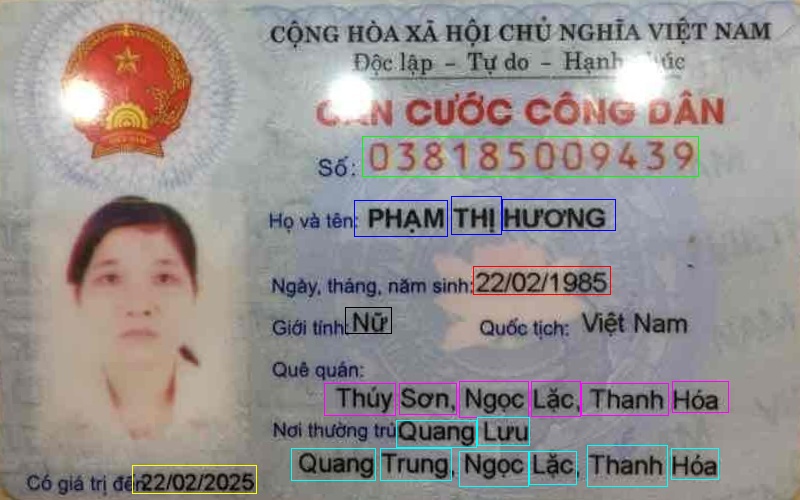 CỘNG HÒA XÃ HỘI CHỦ NGHĨA VIỆT NAM
Độc lập - Tự do - Hạnh phúc
CĂN CƯỚC CÔNG DÂN
Số: 038185009439
Họ và tên: PHẠM THỊ HƯƠNG
Ngày, tháng, năm sinh: 22/02/1985
Giới tính: Nữ Quốc tịch: Việt Nam
Quê quán:
Thúy Sơn, Ngọc Lặc, Thanh Hóa
Nơi thường trú: Quang Lưu
Quang Trung, Ngọc Lặc, Thanh Hóa
Có giá trị đến 22/02/2025